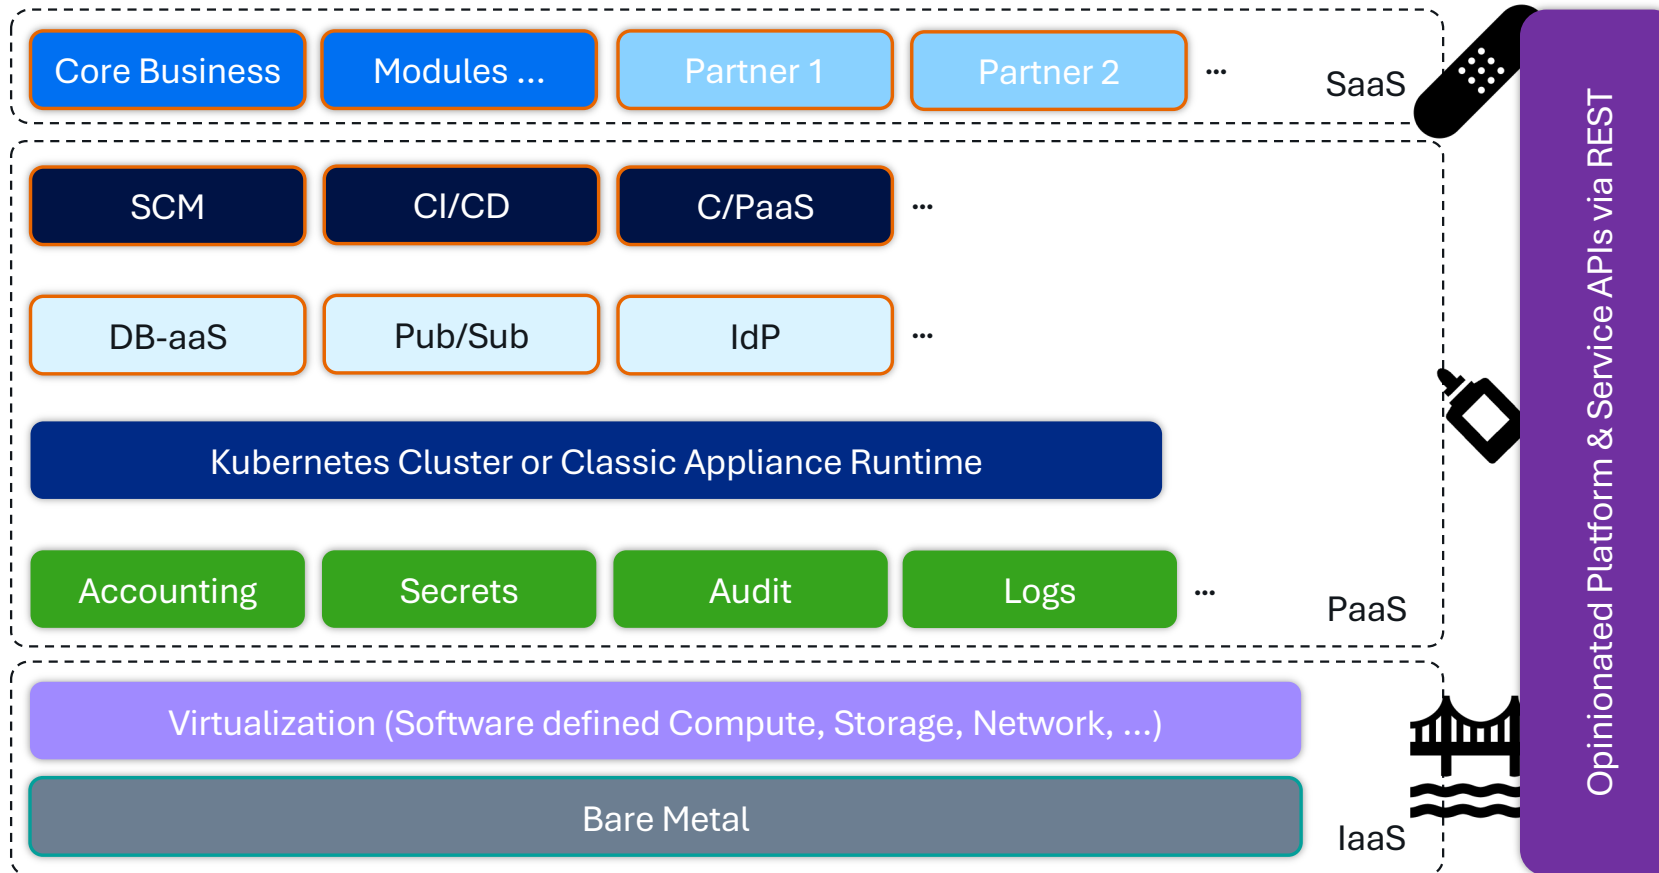 Core Business
Modules ...
Partner 1
Partner 2
...
SaaS
SCM
CI/CD
C/PaaS
...
DB-aaS
Pub/Sub
IdP
...
Kubernetes Cluster or Classic Appliance Runtime
Accounting
Secrets
Audit
Logs
...
PaaS
Virtualization (Software defined Compute, Storage, Network, ...)
Bare Metal
IaaS
Opinionated Platform & Service APIs via REST